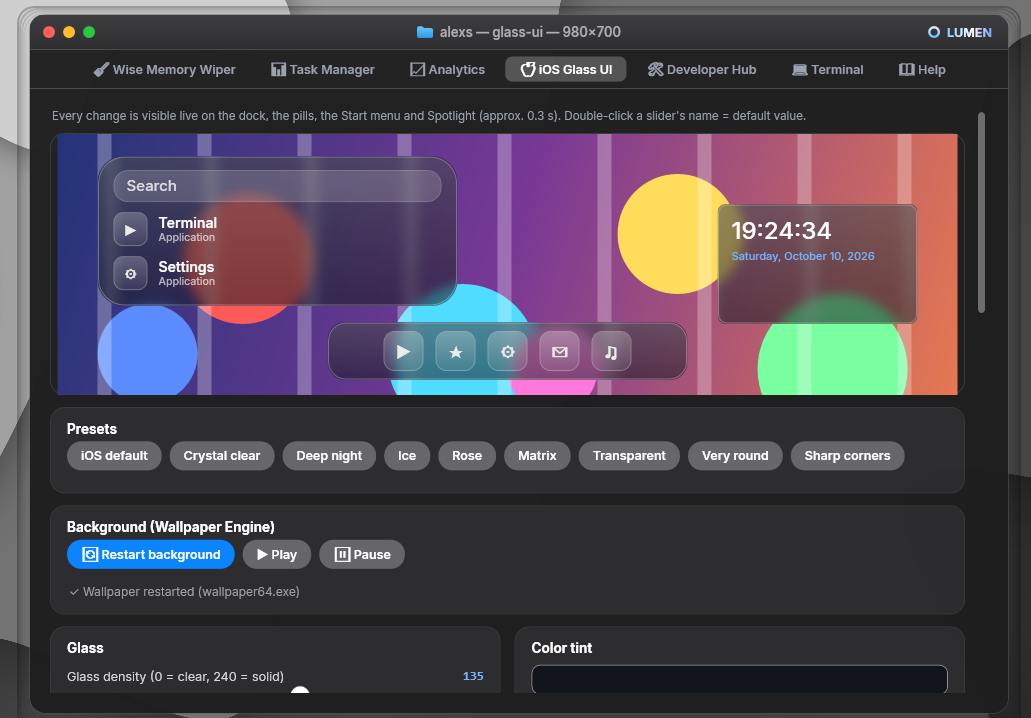 alexs — glass-ui — 980×700
LUMEN
Wise Memory Wiper
Task Manager
Analytics
iOS Glass UI
Developer Hub
Terminal
Help
Every change is visible live on the dock, the pills, the Start menu and Spotlight (approx. 0.3 s). Double-click a slider's name = default value.
Search
Terminal
Application
Settings
Application
19:24:34
Saturday, October 10, 2026
Presets
iOS default
Crystal clear
Deep night
Ice
Rose
Matrix
Transparent
Very round
Sharp corners
Background (Wallpaper Engine)
Restart background
Play
Pause
✓ Wallpaper restarted (wallpaper64.exe)
Glass
Glass density (0 = clear, 240 = solid)
135
Color tint